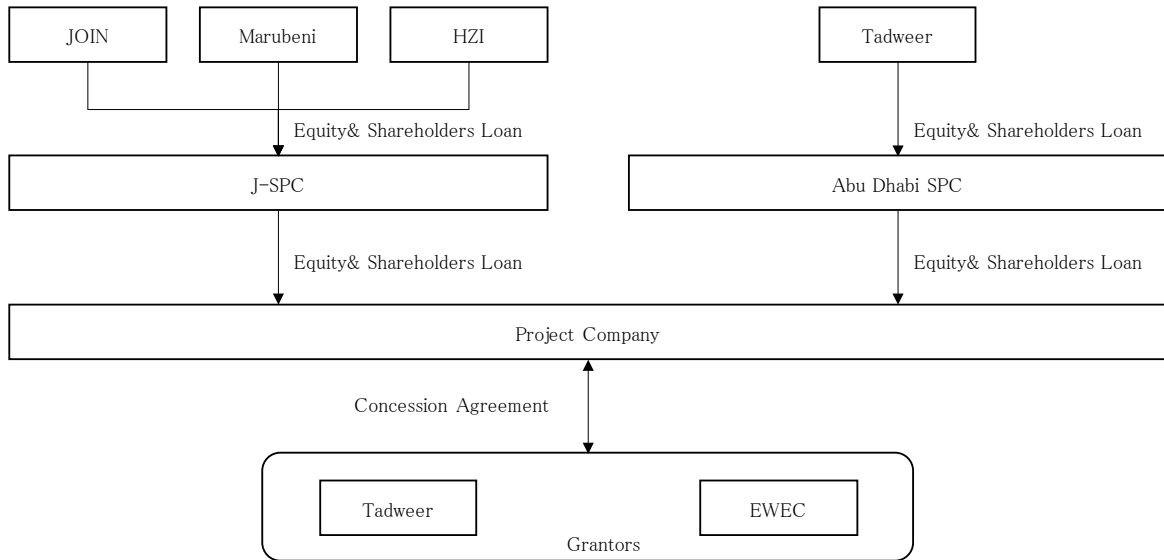 JOIN
Marubeni
HZI
Tadweer
Equity& Shareholders Loan
Equity& Shareholders Loan
J-SPC
Abu Dhabi SPC
Equity& Shareholders Loan
Equity& Shareholders Loan
Project Company
Concession Agreement
Tadweer
EWEC
Grantors